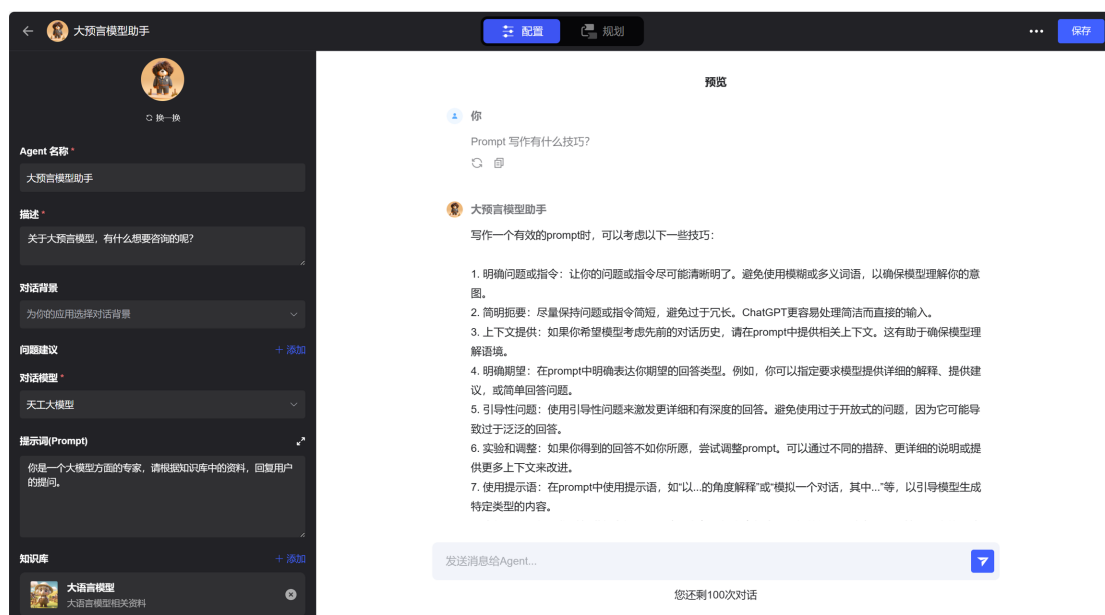 大预言模型助手
配置
规划
保存
换一换
Agent 名称 *
大预言模型助手
描述 *
关于大预言模型，有什么想要咨询的呢？
对话背景
为你的应用选择对话背景
问题建议
+ 添加
对话模型 *
天工大模型
提示词(Prompt)
你是一个大模型方面的专家，请根据知识库中的资料，回复用户
的提问。
知识库
+ 添加
大语言模型
大语言模型相关资料
预览
你
Prompt 写作有什么技巧？
大预言模型助手
写作一个有效的prompt时，可以考虑以下一些技巧：
1. 明确问题或指令：让你的问题或指令尽可能清晰明了。避免使用模糊或多义词语，以确保模型理解你的意
图。
2. 简明扼要：尽量保持问题或指令简短，避免过于冗长。ChatGPT更容易处理简洁而直接的输入。
3. 上下文提供：如果你希望模型考虑先前的对话历史，请在prompt中提供相关上下文。这有助于确保模型理
解语境。
4. 明确期望：在prompt中明确表达你期望的回答类型。例如，你可以指定要求模型提供详细的解释、提供建
议，或简单回答问题。
5. 引导性问题：使用引导性问题来激发更详细和有深度的回答。避免使用过于开放式的问题，因为它可能导
致过于泛泛的回答。
6. 实验和调整：如果你得到的回答不如你所愿，尝试调整prompt。可以通过不同的措辞、更详细的说明或提
供更多上下文来改进。
7. 使用提示语：在prompt中使用提示语，如“以...的角度解释”或“模拟一个对话，其中...”等，以引导模型生成
特定类型的内容。
发送消息给Agent...
您还剩100次对话